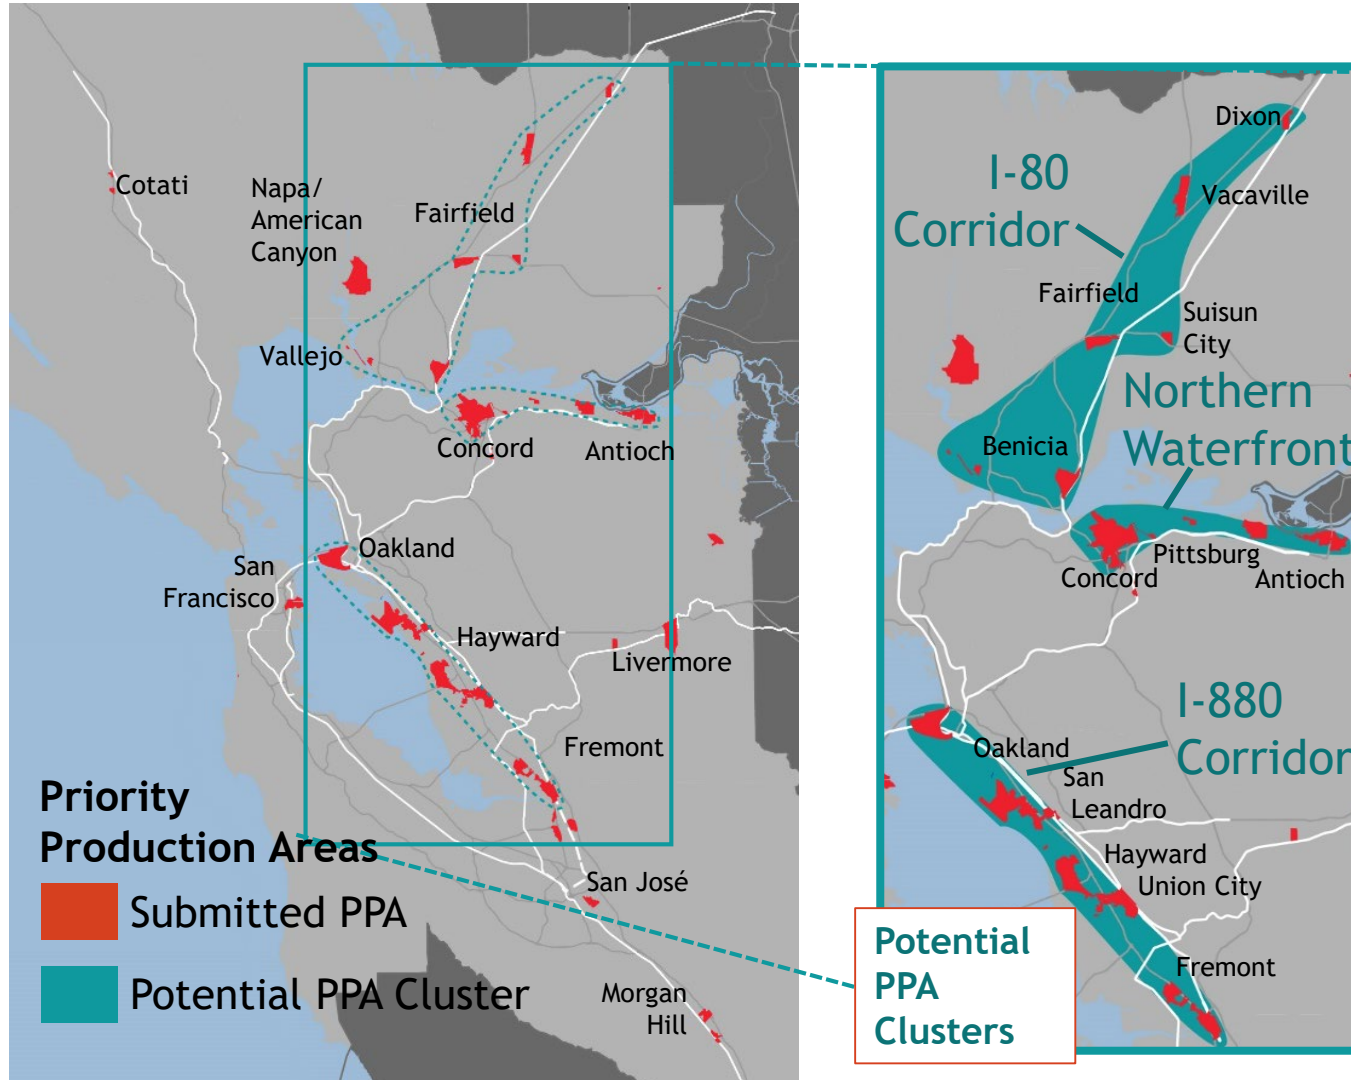 Cotati
Napa/
American
Canyon
Fairfield
Vallejo
Concord
Antioch
Oakland
San
Francisco
Hayward
Livermore
Fremont
San José
Morgan
Hill
Priority
Production Areas
Submitted PPA
Potential PPA Cluster
Dixon
I-80
Corridor
Vacaville
Fairfield
Suisun
City
Northern
Waterfront
Benicia
Pittsburg
Concord
Antioch
I-880
Corridor
Oakland
San
Leandro
Hayward
Union City
Fremont
Potential
PPA
Clusters